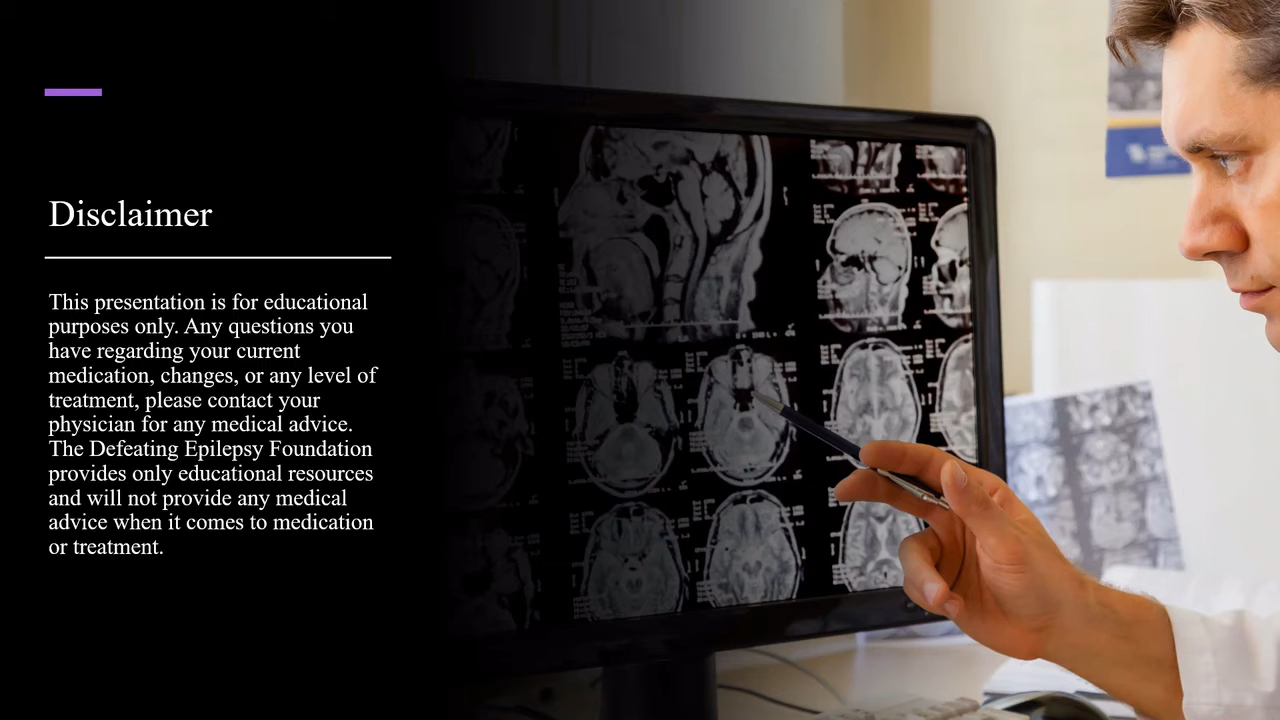 Disclaimer
This presentation is for educational
purposes only. Any questions you
have regarding your current
medication, changes, or any level of
treatment, please contact your
physician for any medical advice.
The Defeating Epilepsy Foundation
provides only educational resources
and will not provide any medical
advice when it comes to medication
or treatment.